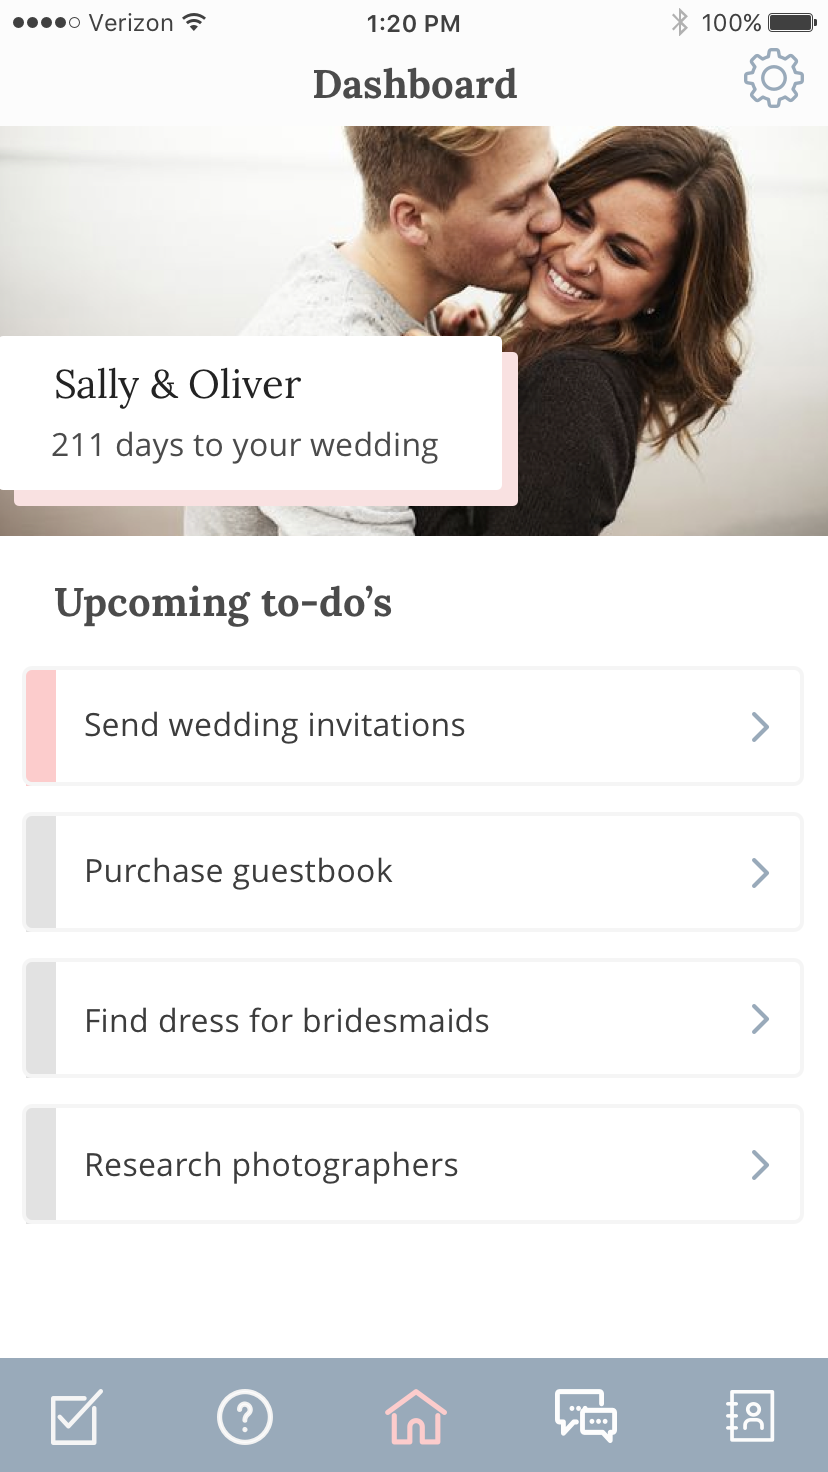 Verizon 1:20 PM 100%
Dashboard
Sally & Oliver
211 days to your wedding
Upcoming to-do’s
Send wedding invitations
Purchase guestbook
Find dress for bridesmaids
Research photographers
?